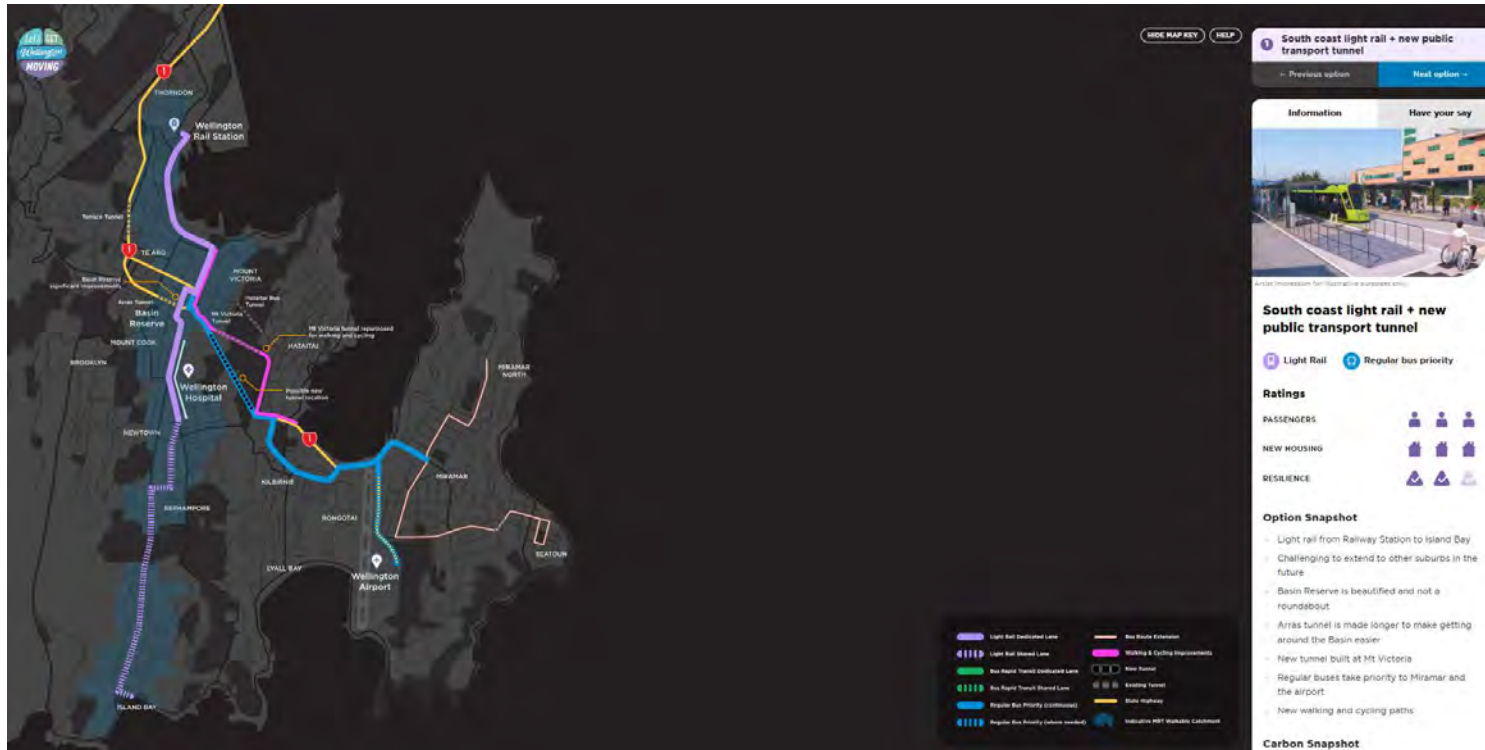 Let's GET
Wellington
MOVING
HIDE MAP KEY
HELP
1
South coast light rail + new public
transport tunnel
← Previous option
Next option →
Information
Have your say
Artist impression for illustrative purposes only
South coast light rail + new
public transport tunnel
Light Rail
Regular bus priority
Ratings
PASSENGERS
NEW HOUSING
RESILIENCE
Option Snapshot
Light rail from Railway Station to Island Bay
Challenging to extend to other suburbs in the
future
Basin Reserve is beautified and not a
roundabout
Arras tunnel is made longer to make getting
around the Basin easier
New tunnel built at Mt Victoria
Regular buses take priority to Miramar and
the airport
New walking and cycling paths
Carbon Snapshot
1
THORNDON
Wellington
Rail Station
Terrace Tunnel
1
TE ARO
MOUNT
VICTORIA
Basin Reserve
significant improvements
Hataitai Bus
Tunnel
Arras Tunnel
Basin
Reserve
Mt Victoria
Tunnel
Mt Victoria tunnel repurposed
for walking and cycling
HATAITAI
MOUNT COOK
BROOKLYN
MIRAMAR
NORTH
Wellington
Hospital
Possible new
tunnel location
NEWTOWN
1
KILBIRNIE
MIRAMAR
BERHAMPORE
RONGOTAI
SEATOUN
LYALL BAY
Wellington
Airport
ISLAND BAY
Light Rail Dedicated Lane
Light Rail Shared Lane
Bus Rapid Transit Dedicated Lane
Bus Rapid Transit Shared Lane
Regular Bus Priority (continuous)
Regular Bus Priority (where needed)
Bus Route Extension
Walking & Cycling Improvements
New Tunnel
Existing Tunnel
State Highway
Indicative MRT Walkable Catchment